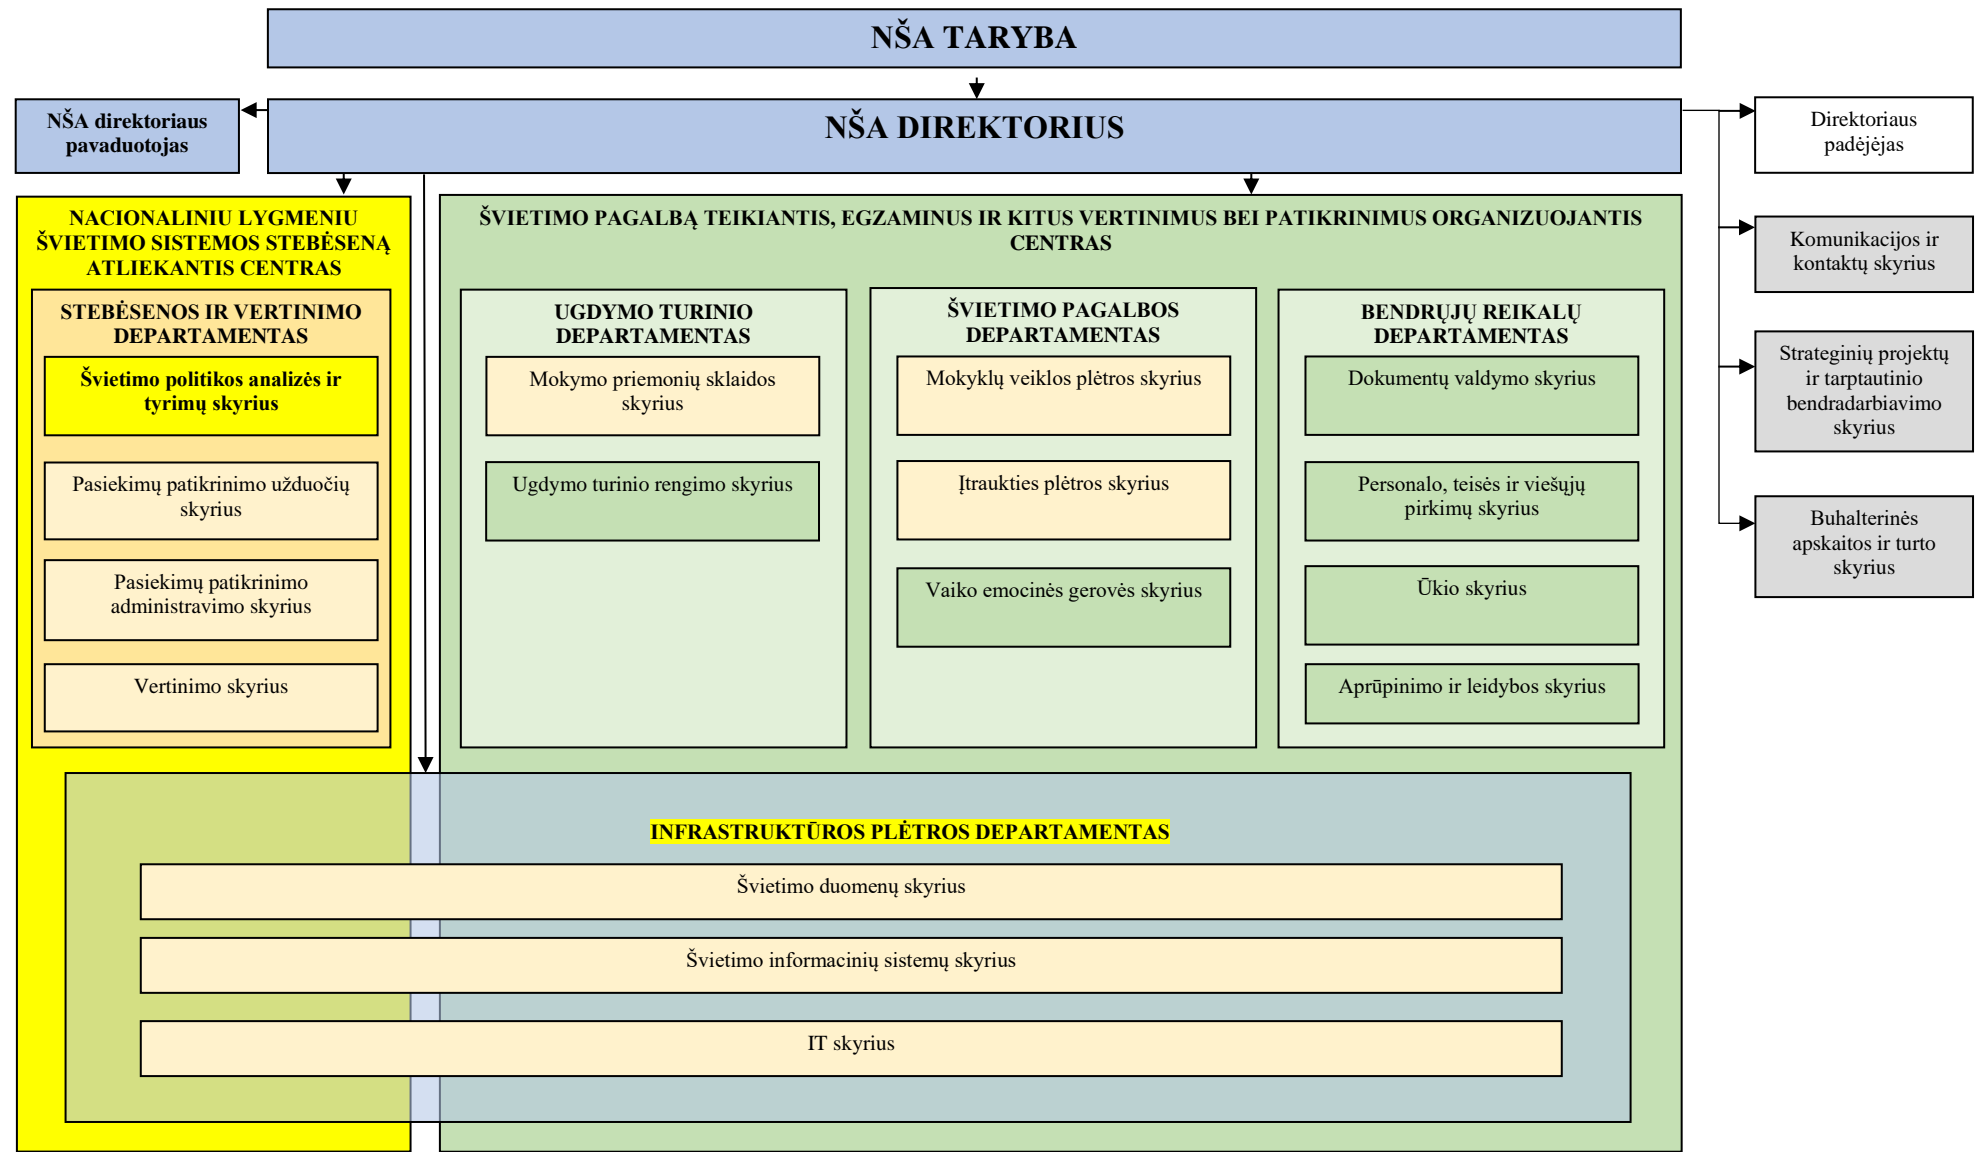 NŠA TARYBA
NŠA direktoriaus
pavaduotojas
NŠA DIREKTORIUS
Direktoriaus
padėjėjas
Komunikacijos ir
kontaktų skyrius
Strateginių projektų
ir tarptautinio
bendradarbiavimo
skyrius
Buhalterinės
apskaitos ir turto
skyrius
NACIONALINIU LYGMENIU
ŠVIETIMO SISTEMOS STEBĖSENĄ
ATLIEKANTIS CENTRAS
STEBĖSENOS IR VERTINIMO
DEPARTAMENTAS
Švietimo politikos analizės ir
tyrimų skyrius
Pasiekimų patikrinimo užduočių
skyrius
Pasiekimų patikrinimo
administravimo skyrius
Vertinimo skyrius
ŠVIETIMO PAGALBĄ TEIKIANTIS, EGZAMINUS IR KITUS VERTINIMUS BEI PATIKRINIMUS ORGANIZUOJANTIS
CENTRAS
UGDYMO TURINIO
DEPARTAMENTAS
Mokymo priemonių sklaidos
skyrius
Ugdymo turinio rengimo skyrius
ŠVIETIMO PAGALBOS
DEPARTAMENTAS
Mokyklų veiklos plėtros skyrius
Įtraukties plėtros skyrius
Vaiko emocinės gerovės skyrius
BENDRŲJŲ REIKALŲ
DEPARTAMENTAS
Dokumentų valdymo skyrius
Personalo, teisės ir viešųjų
pirkimų skyrius
Ūkio skyrius
Aprūpinimo ir leidybos skyrius
INFRASTRUKTŪROS PLĖTROS DEPARTAMENTAS
Švietimo duomenų skyrius
Švietimo informacinių sistemų skyrius
IT skyrius